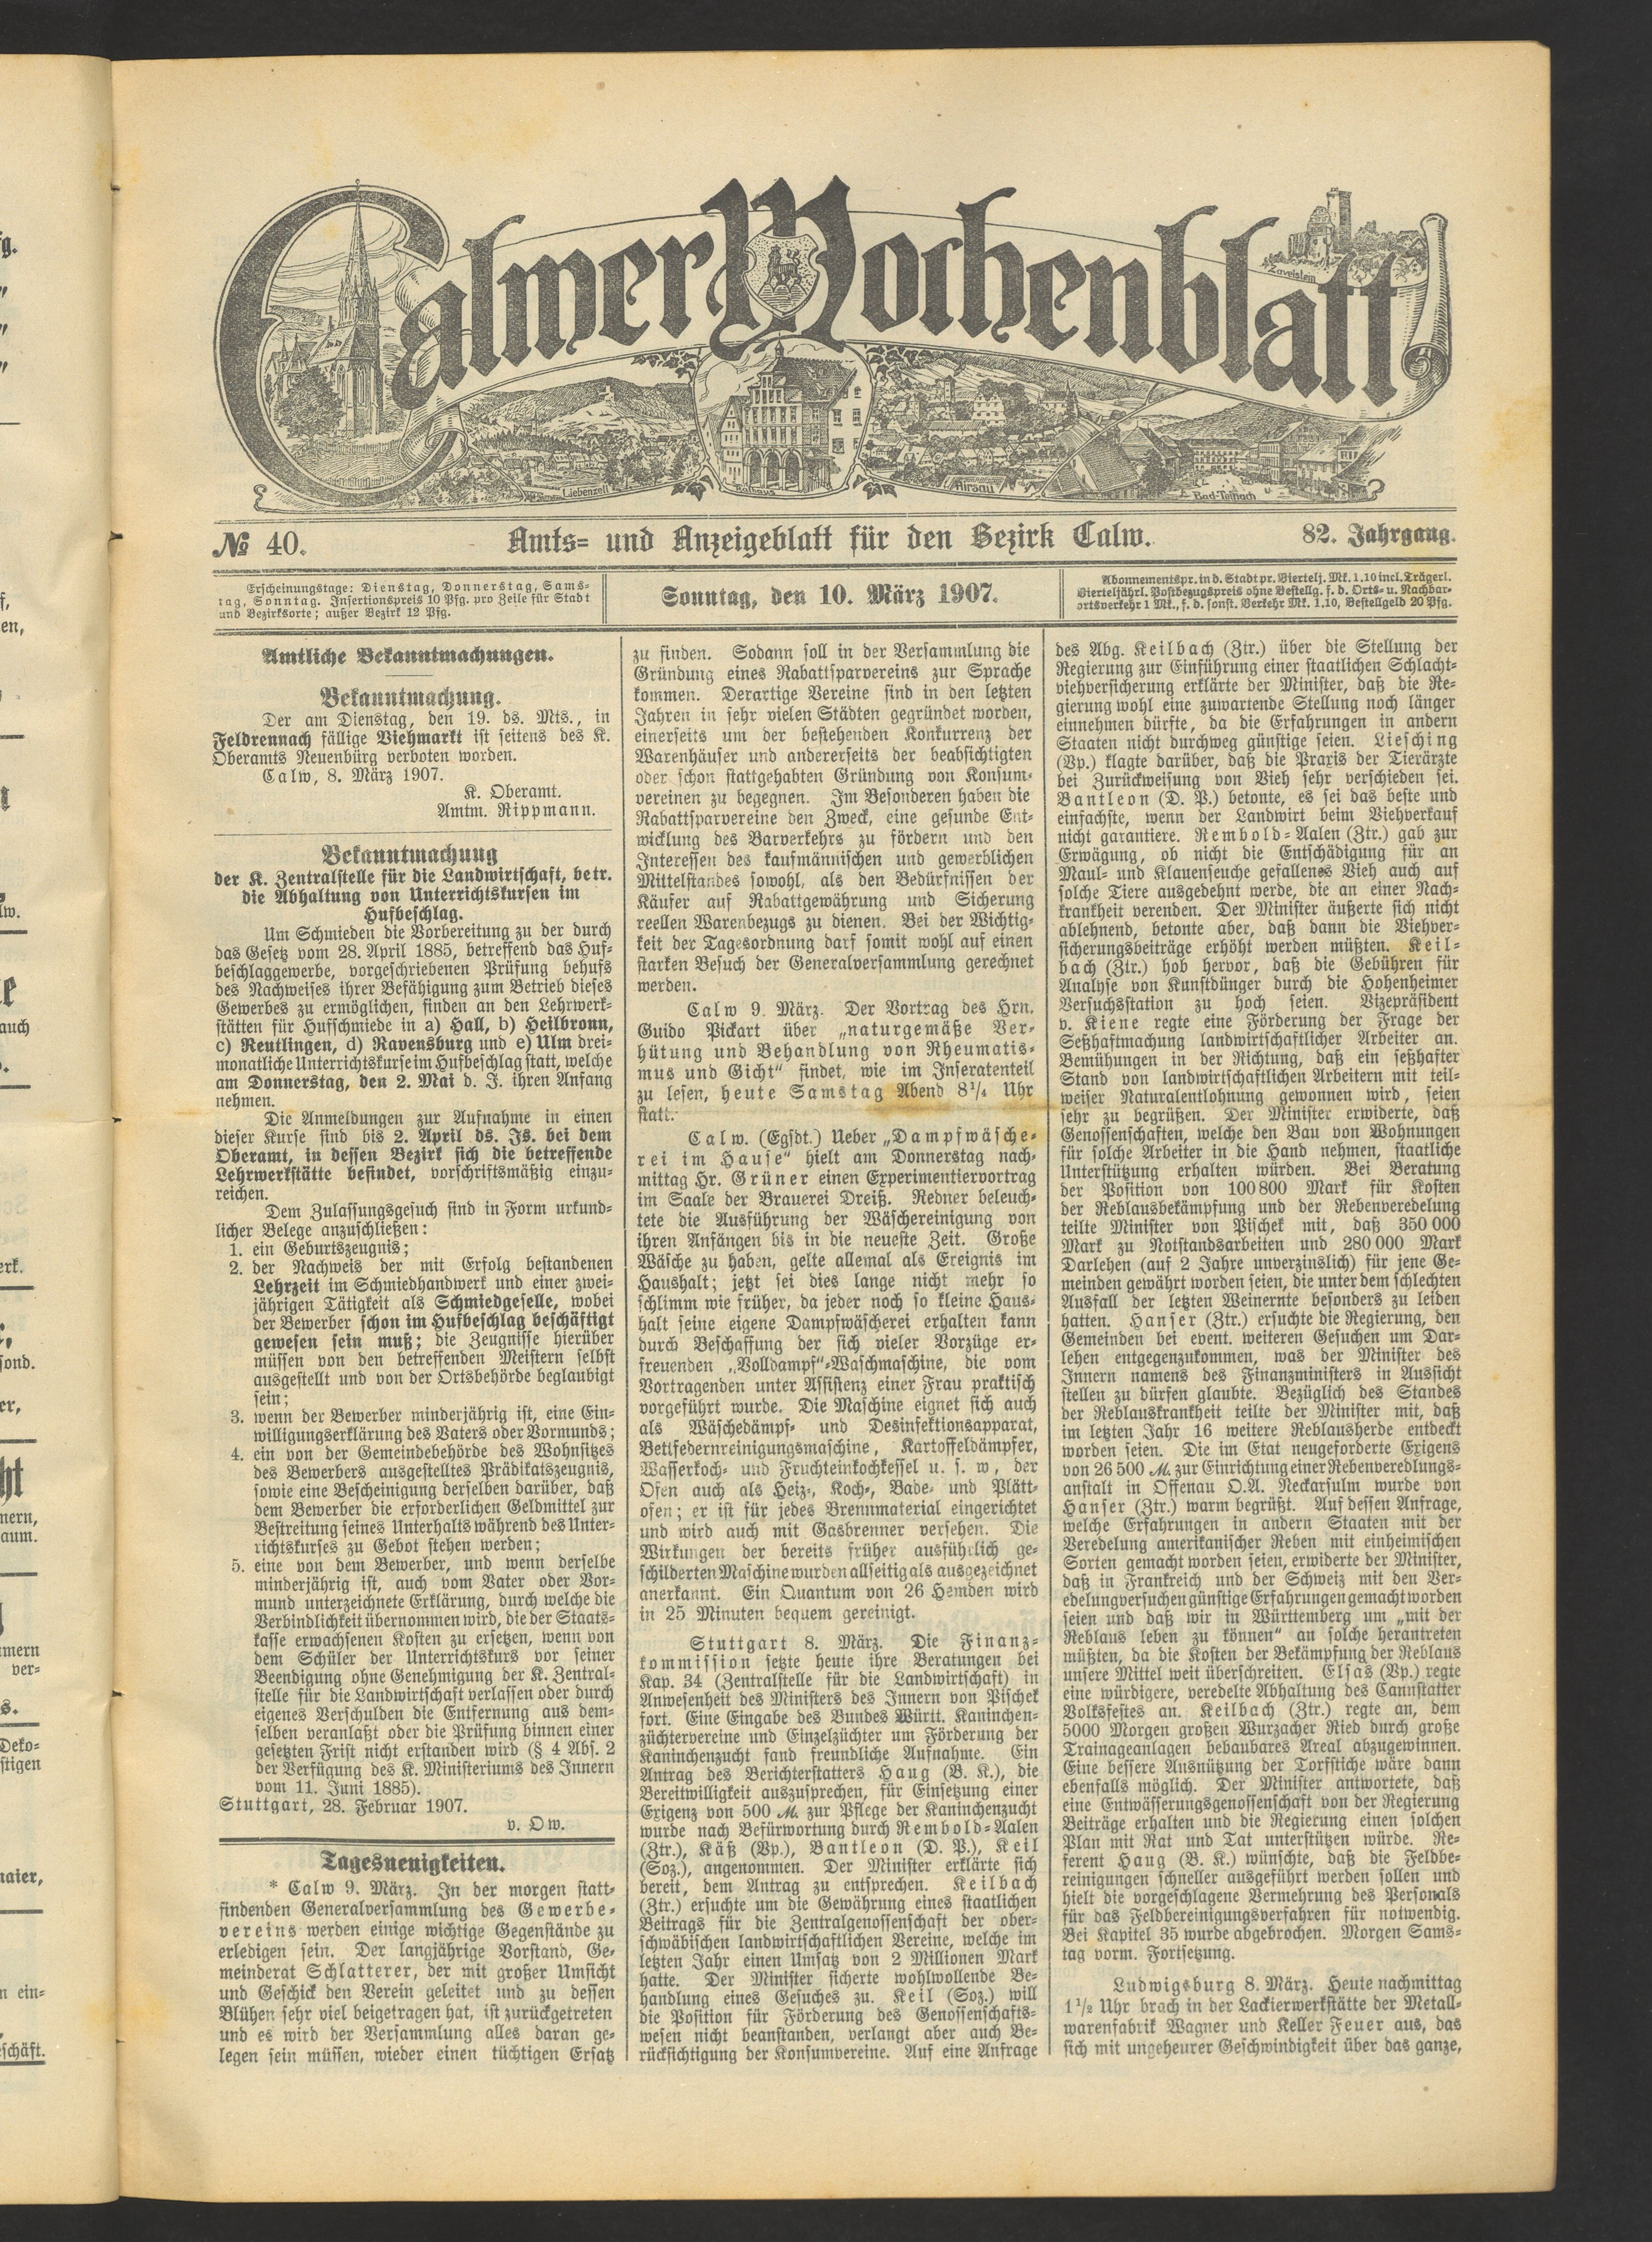 Calwer Wochenblatt
Zavelstein
Liebenzell
Rathaus
Hirsau
Bad-Teinach
№ 40.
Amts- und Anzeigeblatt für den Bezirk Calw.
82. Jahrgang.
Erscheinungstage: Dienstag, Donnerstag, Sams-
tag, Sonntag. Insertionspreis 10 Pfg. pro Zeile für Stadt
und Bezirksorte; außer Bezirk 12 Pfg.
Sonntag, den 10. März 1907.
Abonnementspr. in d. Stadt pr. Viertelj. Mk. 1.10 incl. Trägerl.
Vierteljährl. Postbezugspreis ohne Bestellg. f. d. Orts- u. Nachbar-
ortsverkehr 1 Mk., f. d. sonst. Verkehr Mk. 1.10, Bestellgeld 20 Pfg.
Amtliche Bekanntmachungen.
Bekanntmachung.
Der am Dienstag, den 19. ds. Mts., in
Feldrennach fällige Viehmarkt ist seitens des K.
Oberamts Neuenbürg verboten worden.
Calw, 8. März 1907.
K. Oberamt.
Amtm. Rippmann.
Bekanntmachung
der K. Zentralstelle für die Landwirtschaft, betr.
die Abhaltung von Unterrichtskursen im
Hufbeschlag.
Um Schmieden die Vorbereitung zu der durch
das Gesetz vom 28. April 1885, betreffend das Huf-
beschlaggewerbe, vorgeschriebenen Prüfung behufs
des Nachweises ihrer Befähigung zum Betrieb dieses
Gewerbes zu ermöglichen, finden an den Lehrwerk-
stätten für Hufschmiede in a) Hall, b) Heilbronn,
c) Reutlingen, d) Ravensburg und e) Ulm drei-
monatliche Unterrichtskurse im Hufbeschlag statt, welche
am Donnerstag, den 2. Mai d. J. ihren Anfang
nehmen.
Die Anmeldungen zur Aufnahme in einen
dieser Kurse sind bis 2. April ds. Js. bei dem
Oberamt, in dessen Bezirk sich die betreffende
Lehrwerkstätte befindet, vorschriftsmäßig einzu-
reichen.
Dem Zulassungsgesuch sind in Form urkund-
licher Belege anzuschließen:
1. ein Geburtszeugnis;
2. der Nachweis der mit Erfolg bestandenen
Lehrzeit im Schmiedhandwerk und einer zwei-
jährigen Tätigkeit als Schmiedgeselle, wobei
der Bewerber schon im Hufbeschlag beschäftigt
gewesen sein muß; die Zeugnisse hierüber
müssen von den betreffenden Meistern selbst
ausgestellt und von der Ortsbehörde beglaubigt
sein;
3. wenn der Bewerber minderjährig ist, eine Ein-
willigungserklärung des Vaters oder Vormunds;
4. ein von der Gemeindebehörde des Wohnsitzes
des Bewerbers ausgestelltes Prädikatszeugnis,
sowie eine Bescheinigung derselben darüber, daß
dem Bewerber die erforderlichen Geldmittel zur
Bestreitung seines Unterhalts während des Unter-
richtskurses zu Gebot stehen werden;
5. eine von dem Bewerber, und wenn derselbe
minderjährig ist, auch vom Vater oder Vor-
mund unterzeichnete Erklärung, durch welche die
Verbindlichkeit übernommen wird, die der Staats-
kasse erwachsenen Kosten zu ersetzen, wenn von
dem Schüler der Unterrichtskurs vor seiner
Beendigung ohne Genehmigung der K. Zentral-
stelle für die Landwirtschaft verlassen oder durch
eigenes Verschulden die Entfernung aus dem-
selben veranlaßt oder die Prüfung binnen einer
gesetzten Frist nicht erstanden wird (§ 4 Abs. 2
der Verfügung des K. Ministeriums des Innern
vom 11. Juni 1885).
Stuttgart, 28. Februar 1907.
v. Ow.
Tagesneuigkeiten.
* Calw 9. März. In der morgen statt-
findenden Generalversammlung des Gewerbe-
vereins werden einige wichtige Gegenstände zu
erledigen sein. Der langjährige Vorstand, Ge-
meinderat Schlatterer, der mit großer Umsicht
und Geschick den Verein geleitet und zu dessen
Blühen sehr viel beigetragen hat, ist zurückgetreten
und es wird der Versammlung alles daran ge-
legen sein müssen, wieder einen tüchtigen Ersatz
zu finden. Sodann soll in der Versammlung die
Gründung eines Rabattsparvereins zur Sprache
kommen. Derartige Vereine sind in den letzten
Jahren in sehr vielen Städten gegründet worden,
einerseits um der bestehenden Konkurrenz der
Warenhäuser und andererseits der beabsichtigten
oder schon stattgehabten Gründung von Konsum-
vereinen zu begegnen. Im Besonderen haben die
Rabattsparvereine den Zweck, eine gesunde Ent-
wicklung des Barverkehrs zu fördern und den
Interessen des kaufmännischen und gewerblichen
Mittelstandes sowohl, als den Bedürfnissen der
Käufer auf Rabattgewährung und Sicherung
reellen Warenbezugs zu dienen. Bei der Wichtig-
keit der Tagesordnung darf somit wohl auf einen
starken Besuch der Generalversammlung gerechnet
werden.
Calw 9. März. Der Vortrag des Hrn.
Guido Pickart über „naturgemäße Ver-
hütung und Behandlung von Rheumatis-
mus und Gicht“ findet, wie im Inseratenteil
zu lesen, heute Samstag Abend 8¼ Uhr
statt.
Calw. (Egsdt.) Ueber „Dampfwäsche-
rei im Hause“ hielt am Donnerstag nach-
mittag Hr. Grüner einen Experimentiervortrag
im Saale der Brauerei Dreiß. Redner beleuch-
tete die Ausführung der Wäschereinigung von
ihren Anfängen bis in die neueste Zeit. Große
Wäsche zu haben, gelte allemal als Ereignis im
Haushalt; jetzt sei dies lange nicht mehr so
schlimm wie früher, da jeder noch so kleine Haus-
halt seine eigene Dampfwäscherei erhalten kann
durch Beschaffung der sich vieler Vorzüge er-
freuenden „Volldampf“-Waschmaschine, die vom
Vortragenden unter Assistenz einer Frau praktisch
vorgeführt wurde. Die Maschine eignet sich auch
als Wäschedämpf- und Desinfektionsapparat,
Bettfedernreinigungsmaschine, Kartoffeldämpfer,
Wasserkoch- und Fruchteinkochkessel u. s. w, der
Ofen auch als Heiz-, Koch-, Bade- und Plätt-
ofen; er ist für jedes Brennmaterial eingerichtet
und wird auch mit Gasbrenner versehen. Die
Wirkungen der bereits früher ausführlich ge-
schilderten Maschine wurden allseitig als ausgezeichnet
anerkannt. Ein Quantum von 26 Hemden wird
in 25 Minuten bequem gereinigt.
Stuttgart 8. März. Die Finanz-
kommission setzte heute ihre Beratungen bei
Kap. 34 (Zentralstelle für die Landwirtschaft) in
Anwesenheit des Ministers des Innern von Pischek
fort. Eine Eingabe des Bundes Württ. Kaninchen-
züchtervereine und Einzelzüchter um Förderung der
Kaninchenzucht fand freundliche Aufnahme. Ein
Antrag des Berichterstatters Haug (B. K.), die
Bereitwilligkeit auszusprechen, für Einsetzung einer
Exigenz von 500 M. zur Pflege der Kaninchenzucht
wurde nach Befürwortung durch Rembold-Aalen
(Ztr.), Käß (Vp.), Bantleon (D. P.), Keil
(Soz.), angenommen. Der Minister erklärte sich
bereit, dem Antrag zu entsprechen. Keilbach
(Ztr.) ersuchte um die Gewährung eines staatlichen
Beitrags für die Zentralgenossenschaft der ober-
schwäbischen landwirtschaftlichen Vereine, welche im
letzten Jahr einen Umsatz von 2 Millionen Mark
hatte. Der Minister sicherte wohlwollende Be-
handlung eines Gesuches zu. Keil (Soz.) will
die Position für Förderung des Genossenschafts-
wesen nicht beanstanden, verlangt aber auch Be-
rücksichtigung der Konsumvereine. Auf eine Anfrage
des Abg. Keilbach (Ztr.) über die Stellung der
Regierung zur Einführung einer staatlichen Schlacht-
viehversicherung erklärte der Minister, daß die Re-
gierung wohl eine zuwartende Stellung noch länger
einnehmen dürfte, da die Erfahrungen in andern
Staaten nicht durchweg günstige seien. Liesching
(Vp.) klagte darüber, daß die Praxis der Tierärzte
bei Zurückweisung von Vieh sehr verschieden sei.
Bantleon (D. P.) betonte, es sei das beste und
einfachste, wenn der Landwirt beim Viehverkauf
nicht garantiere. Rembold-Aalen (Ztr.) gab zur
Erwägung, ob nicht die Entschädigung für an
Maul- und Klauenseuche gefallenes Vieh auch auf
solche Tiere ausgedehnt werde, die an einer Nach-
krankheit verenden. Der Minister äußerte sich nicht
ablehnend, betonte aber, daß dann die Viehver-
sicherungsbeiträge erhöht werden müßten. Keil-
bach (Ztr.) hob hervor, daß die Gebühren für
Analyse von Kunstdünger durch die Hohenheimer
Versuchsstation zu hoch seien. Vizepräsident
v. Kiene regte eine Förderung der Frage der
Seßhaftmachung landwirtschaftlicher Arbeiter an.
Bemühungen in der Richtung, daß ein seßhafter
Stand von landwirtschaftlichen Arbeitern mit teil-
weiser Naturalentlohnung gewonnen wird, seien
sehr zu begrüßen. Der Minister erwiderte, daß
Genossenschaften, welche den Bau von Wohnungen
für solche Arbeiter in die Hand nehmen, staatliche
Unterstützung erhalten würden. Bei Beratung
der Position von 100 800 Mark für Kosten
der Reblausbekämpfung und der Rebenveredelung
teilte Minister von Pischek mit, daß 350 000
Mark zu Notstandsarbeiten und 280 000 Mark
Darlehen (auf 2 Jahre unverzinslich) für jene Ge-
meinden gewährt worden seien, die unter dem schlechten
Ausfall der letzten Weinernte besonders zu leiden
hatten. Hanser (Ztr.) ersuchte die Regierung, den
Gemeinden bei event. weiteren Gesuchen um Dar-
lehen entgegenzukommen, was der Minister des
Innern namens des Finanzministers in Aussicht
stellen zu dürfen glaubte. Bezüglich des Standes
der Reblauskrankheit teilte der Minister mit, daß
im letzten Jahr 16 weitere Reblausherde entdeckt
worden seien. Die im Etat neugeforderte Exigens
von 26 500 M. zur Einrichtung einer Rebenveredlungs-
anstalt in Offenau O.A. Neckarsulm wurde von
Hanser (Ztr.) warm begrüßt. Auf dessen Anfrage,
welche Erfahrungen in andern Staaten mit der
Veredelung amerikanischer Reben mit einheimischen
Sorten gemacht worden seien, erwiderte der Minister,
daß in Frankreich und der Schweiz mit den Ver-
edelungversuchen günstige Erfahrungen gemacht worden
seien und daß wir in Württemberg um „mit der
Reblaus leben zu können“ an solche herantreten
müßten, da die Kosten der Bekämpfung der Reblaus
unsere Mittel weit überschreiten. Elsas (Vp.) regte
eine würdigere, veredelte Abhaltung des Cannstatter
Volksfestes an. Keilbach (Ztr.) regte an, dem
5000 Morgen großen Wurzacher Ried durch große
Trainageanlagen bebaubares Areal abzugewinnen.
Eine bessere Ausnützung der Torfstiche wäre dann
ebenfalls möglich. Der Minister antwortete, daß
eine Entwässerungsgenossenschaft von der Regierung
Beiträge erhalten und die Regierung einen solchen
Plan mit Rat und Tat unterstützen würde. Re-
ferent Haug (B. K.) wünschte, daß die Feldbe-
reinigungen schneller ausgeführt werden sollen und
hielt die vorgeschlagene Vermehrung des Personals
für das Feldbereinigungsverfahren für notwendig.
Bei Kapitel 35 wurde abgebrochen. Morgen Sams-
tag vorm. Fortsetzung.
Ludwigsburg 8. März. Heute nachmittag
1½ Uhr brach in der Lackierwerkstätte der Metall-
warenfabrik Wagner und Keller Feuer aus, das
sich mit ungeheurer Geschwindigkeit über das ganze,